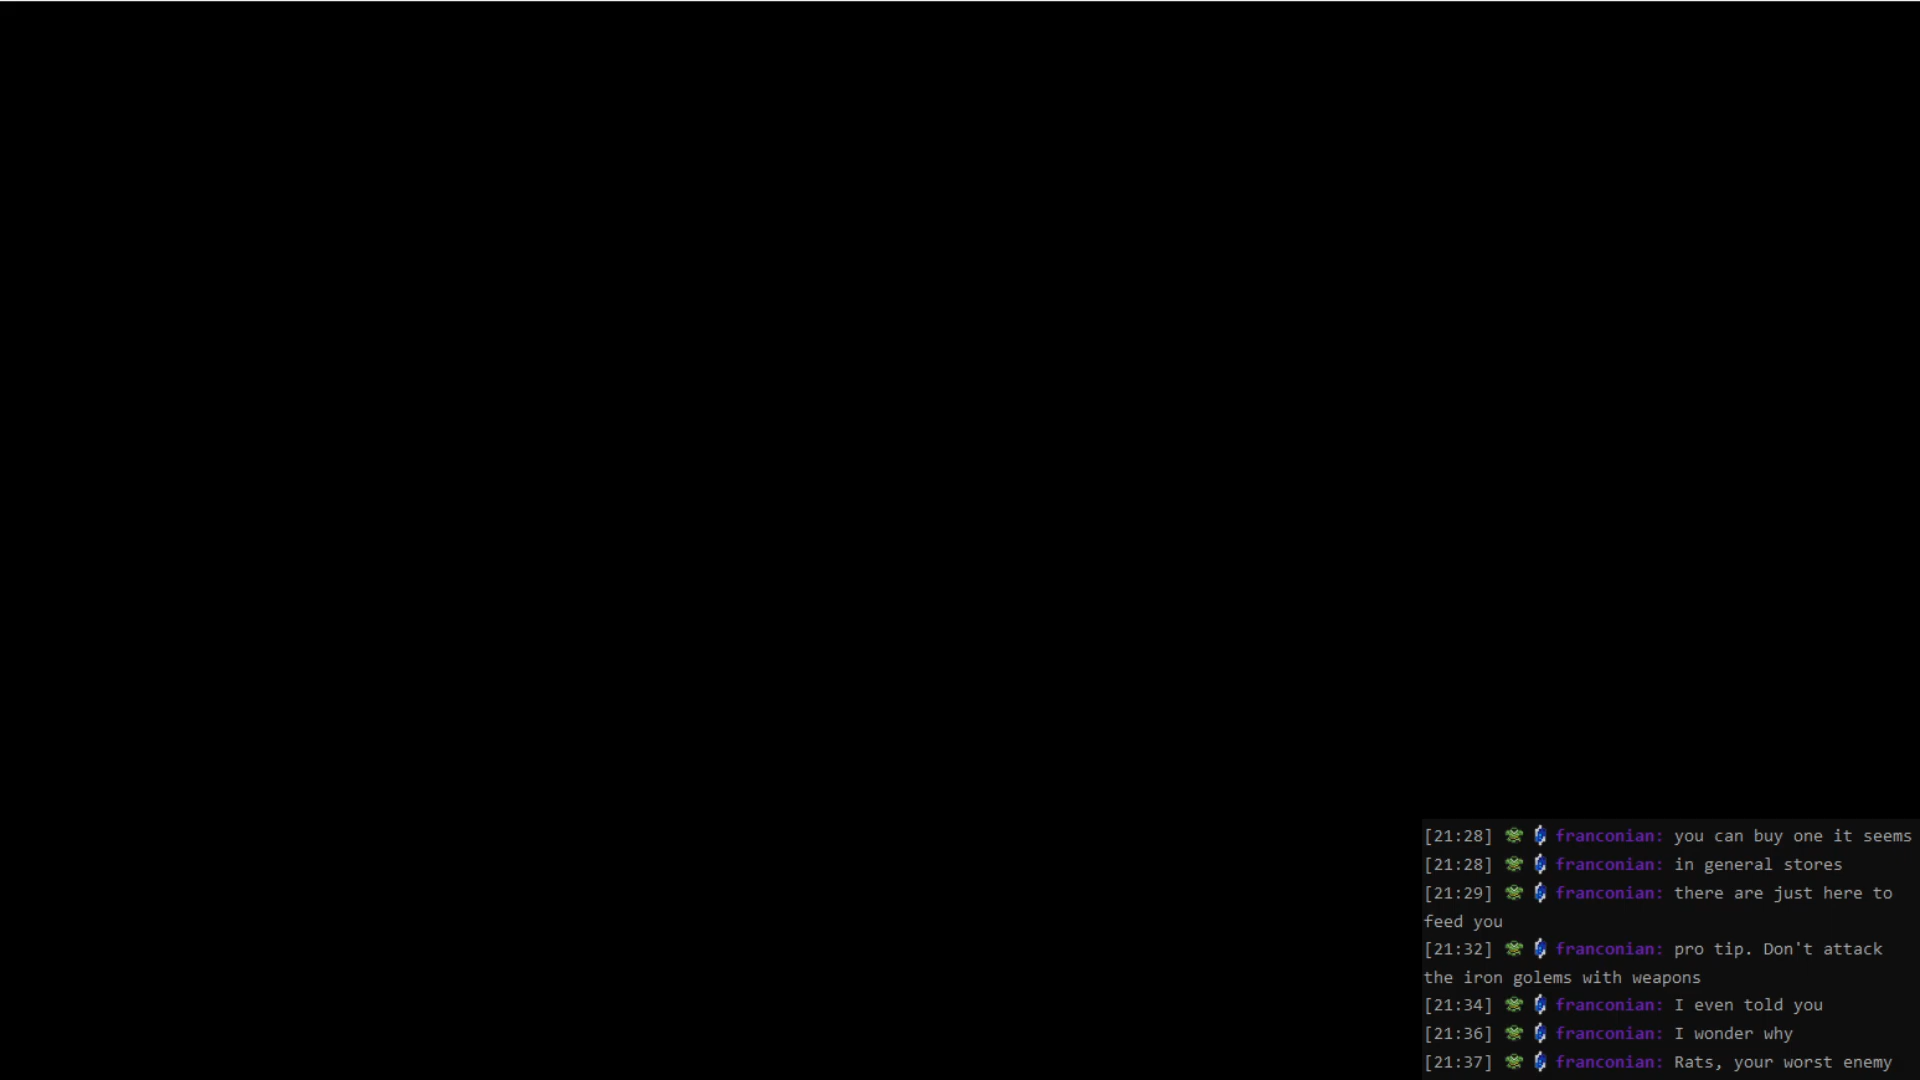 [21:28] franconian: you can buy one it seems
[21:28] franconian: in general stores
[21:29] franconian: there are just here to
feed you
[21:32] franconian: pro tip. Don't attack
the iron golems with weapons
[21:34] franconian: I even told you
[21:36] franconian: I wonder why
[21:37] franconian: Rats, your worst enemy